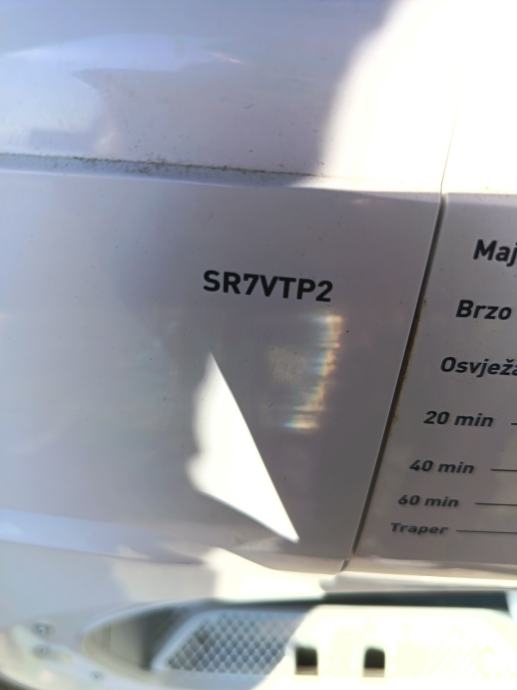 SR7VTP2
Maj
Brzo
Osvježa
20 min
40 min
60 min
Traper